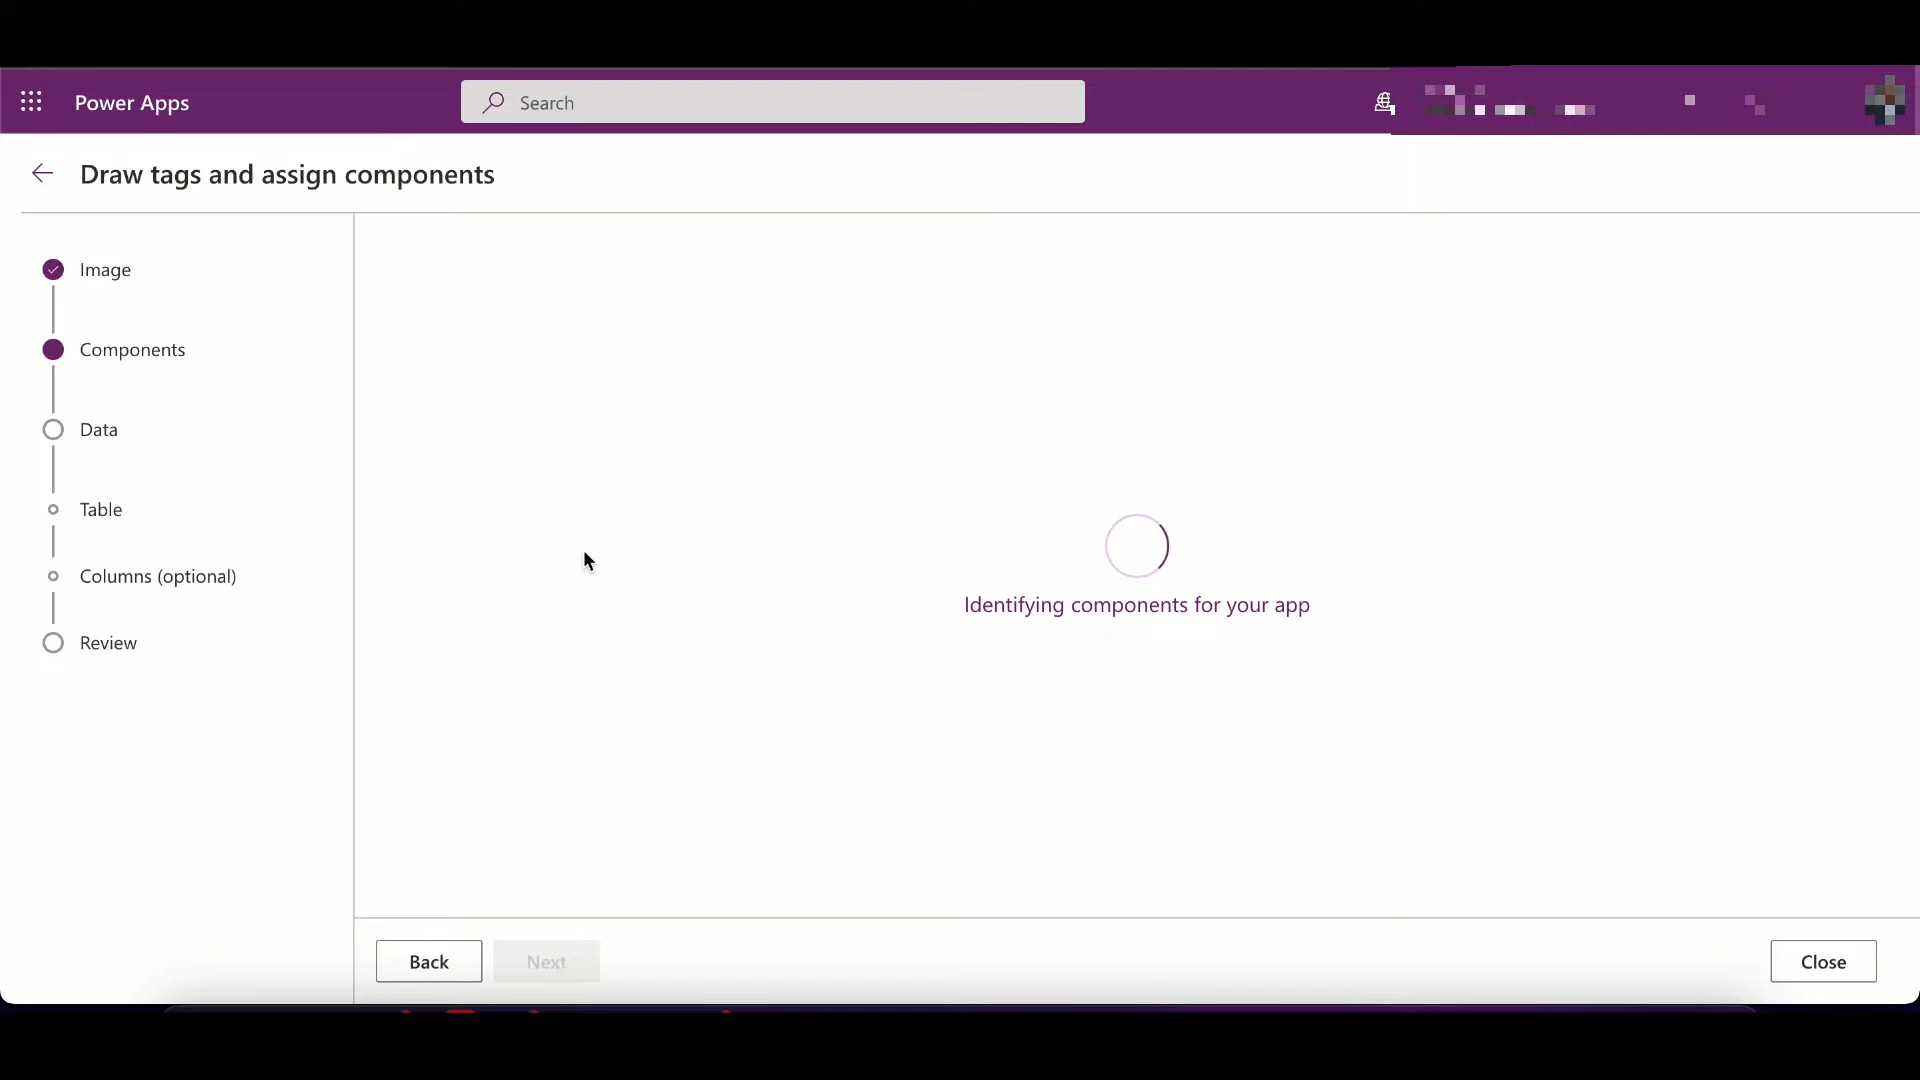 Power Apps
Search
Draw tags and assign components
Image
Components
Data
Table
Columns (optional)
Review
Identifying components for your app
Back
Next
Close